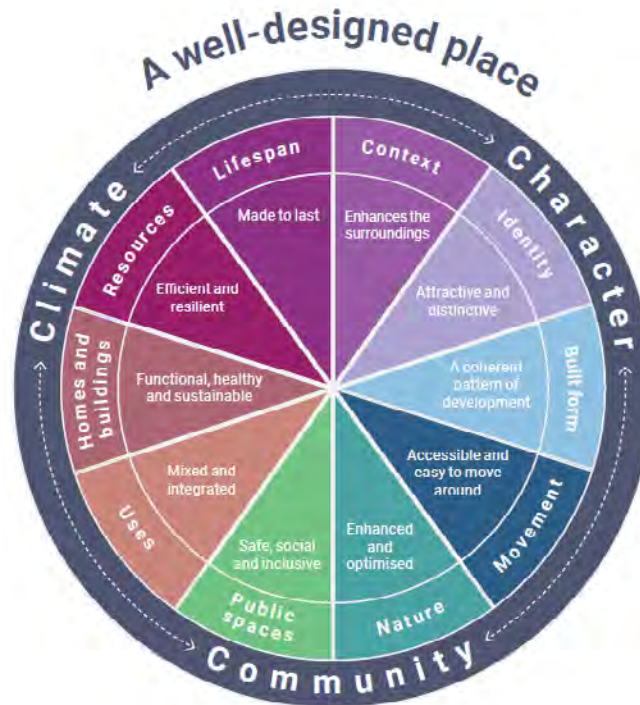 A well-designed place
Climate
Character
Community
Context
Enhances the
surroundings
Identity
Attractive and
distinctive
Built form
A coherent
pattern of
development
Movement
Accessible and
easy to move
around
Nature
Enhanced and
optimised
Public
spaces
Safe, social
and inclusive
Uses
Mixed and
integrated
Homes and
buildings
Functional, healthy
and sustainable
Resources
Efficient and
resilient
Lifespan
Made to last